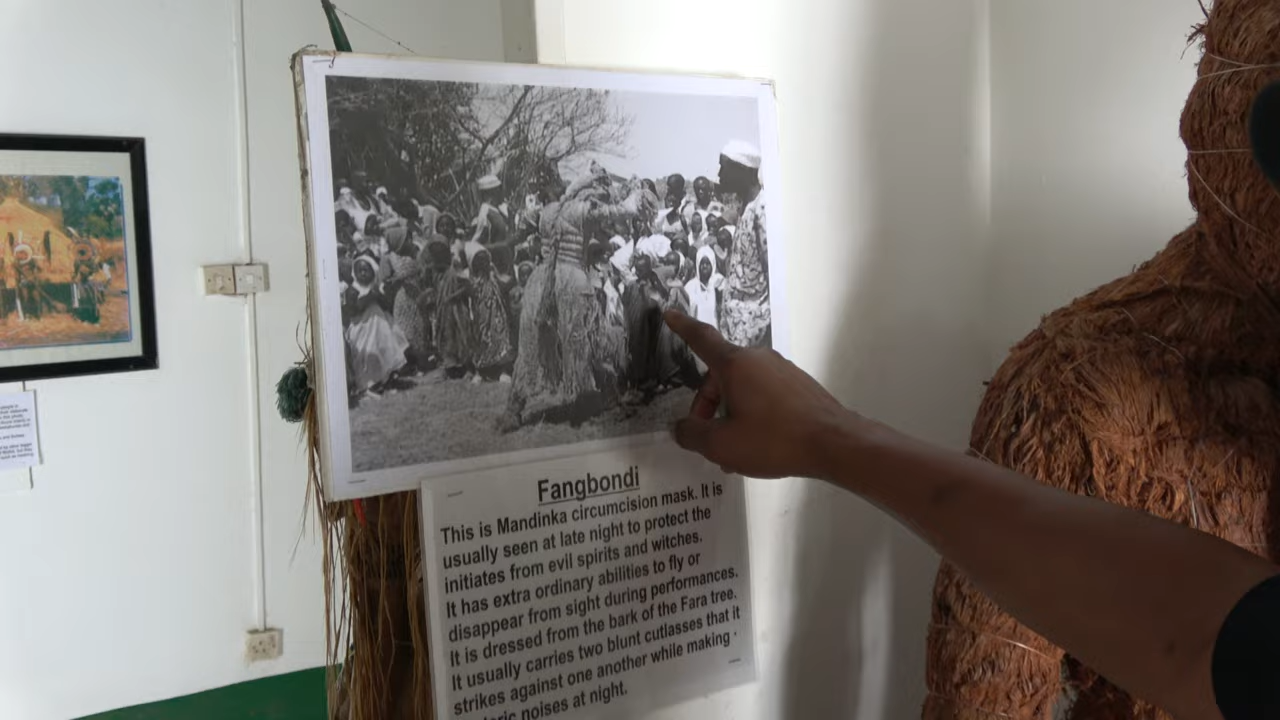 Fangbondi
This is Mandinka circumcision mask. It is
usually seen at late night to protect the
initiates from evil spirits and witches.
It has extra ordinary abilities to fly or
disappear from sight during performances.
It is dressed from the bark of the Fara tree.
It usually carries two blunt cutlasses that it
strikes against one another while making
noises at night.